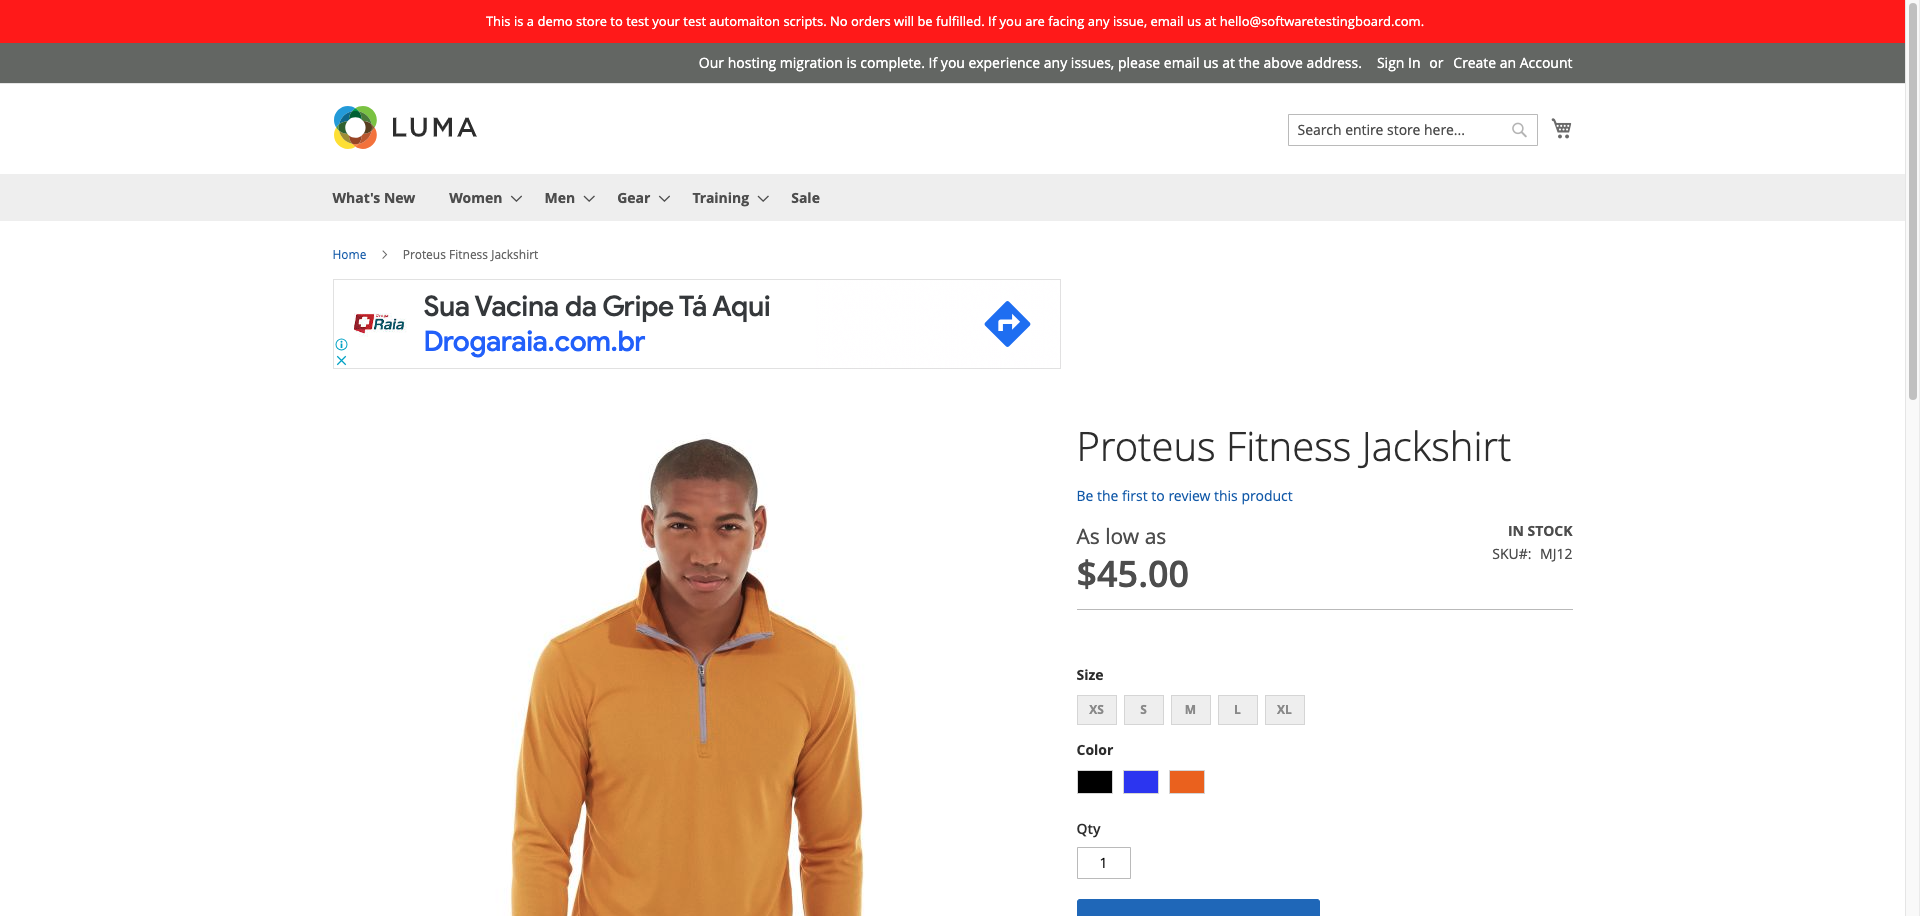 This is a demo store to test your test automaiton scripts. No orders will be fulfilled. If you are facing any issue, email us at hello@softwaretestingboard.com.
Our hosting migration is complete. If you experience any issues, please email us at the above address. Sign In or Create an Account
LUMA
Search entire store here...
What's New Women Men Gear Training Sale
Home Proteus Fitness Jackshirt
Raia
Sua Vacina da Gripe Tá Aqui
Drogaraia.com.br
Proteus Fitness Jackshirt
Be the first to review this product
As low as
$45.00
IN STOCK
SKU#: MJ12
Size
XS S M L XL
Color
Qty
1